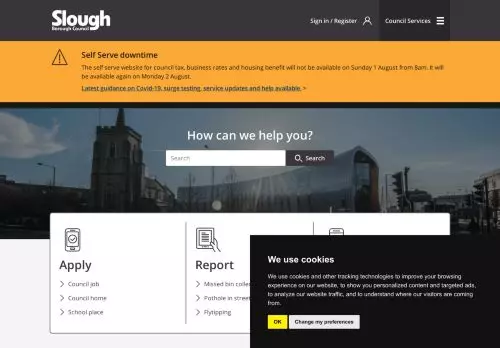 Slough
Borough Council
Sign in / Register
Council Services
Self Serve downtime
The self serve website for council tax, business rates and housing benefit will not be available on Sunday 1 August from 8am. It will
be available again on Monday 2 August.
Latest guidance on Covid-19, surge testing, service updates and help available. >
How can we help you?
Search
Search
Apply
Council job
Council home
School place
Report
Missed bin collec
Pothole in street
Flytipping
We use cookies
We use cookies and other tracking technologies to improve your browsing
experience on our website, to show you personalized content and targeted ads,
to analyze our website traffic, and to understand where our visitors are coming
from.
OK
Change my preferences